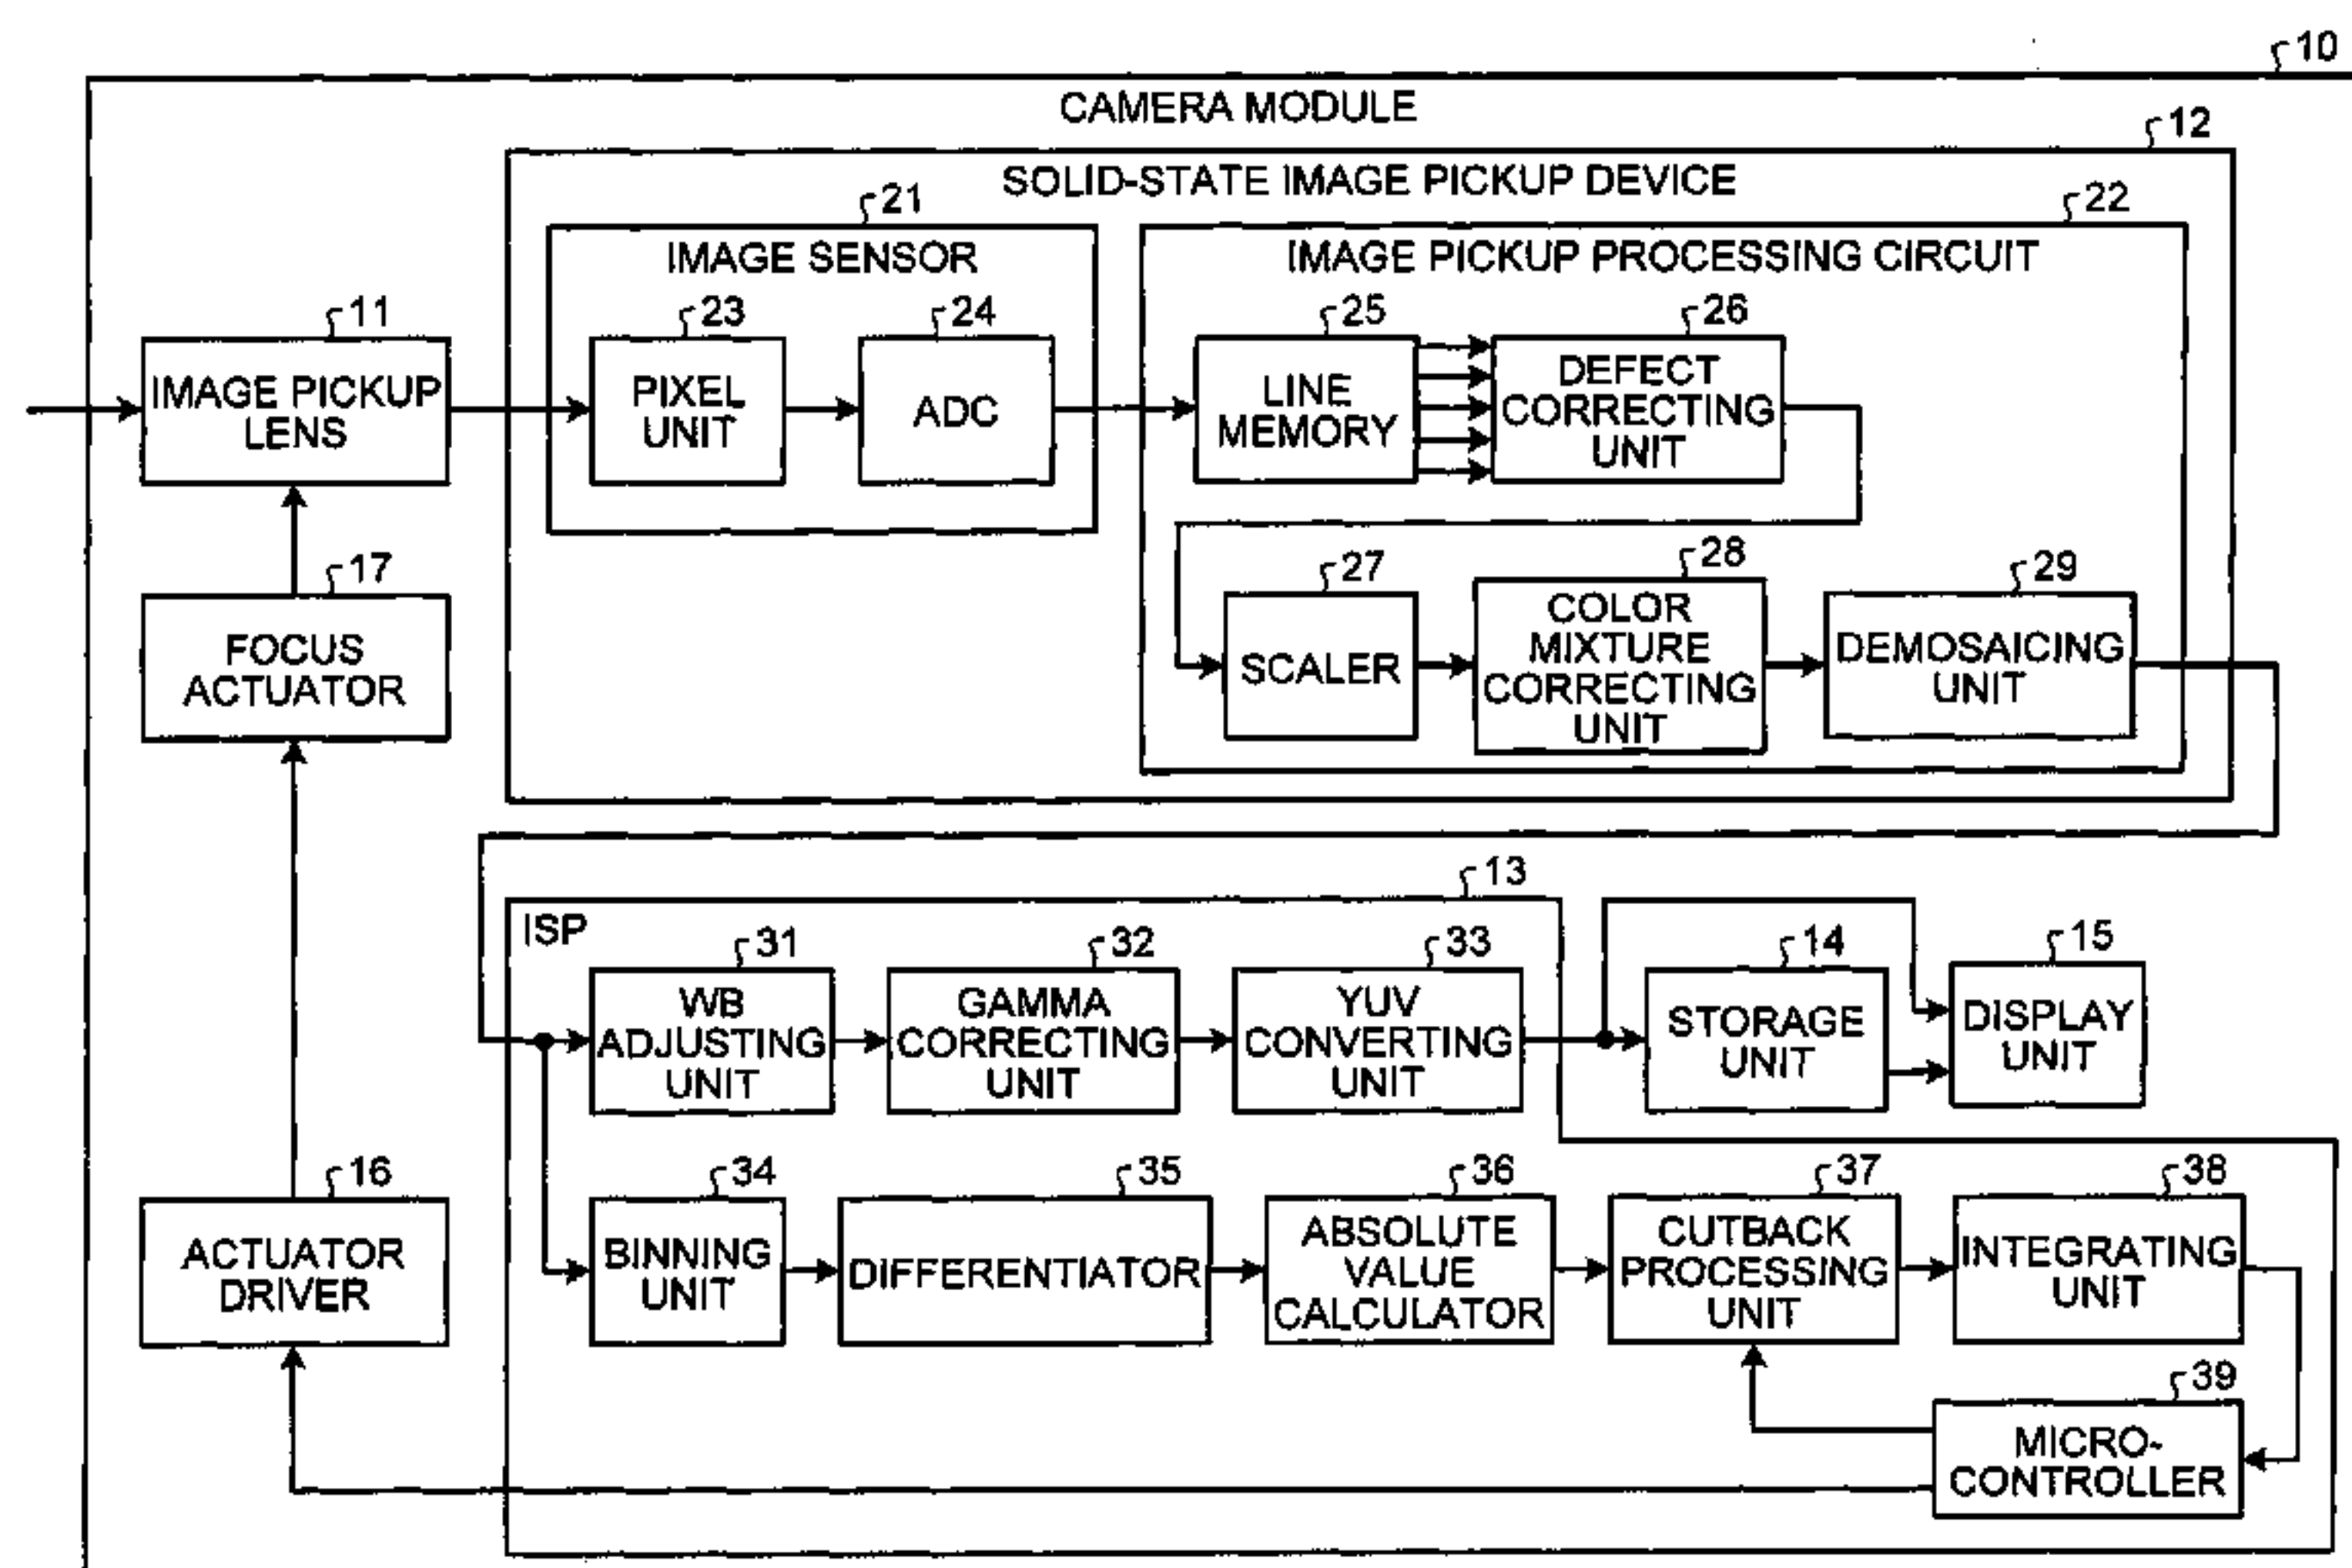 10
CAMERA MODULE
12
SOLID-STATE IMAGE PICKUP DEVICE
21
IMAGE SENSOR
22
IMAGE PICKUP PROCESSING CIRCUIT
11
IMAGE PICKUP
LENS
23
PIXEL
UNIT
24
ADC
25
LINE
MEMORY
26
DEFECT
CORRECTING
UNIT
17
FOCUS
ACTUATOR
27
SCALER
28
COLOR
MIXTURE
CORRECTING
UNIT
29
DEMOSAICING
UNIT
13
ISP
31
WB
ADJUSTING
UNIT
32
GAMMA
CORRECTING
UNIT
33
YUV
CONVERTING
UNIT
14
STORAGE
UNIT
15
DISPLAY
UNIT
16
ACTUATOR
DRIVER
34
BINNING
UNIT
35
DIFFERENTIATOR
36
ABSOLUTE
VALUE
CALCULATOR
37
CUTBACK
PROCESSING
UNIT
38
INTEGRATING
UNIT
39
MICRO-
CONTROLLER